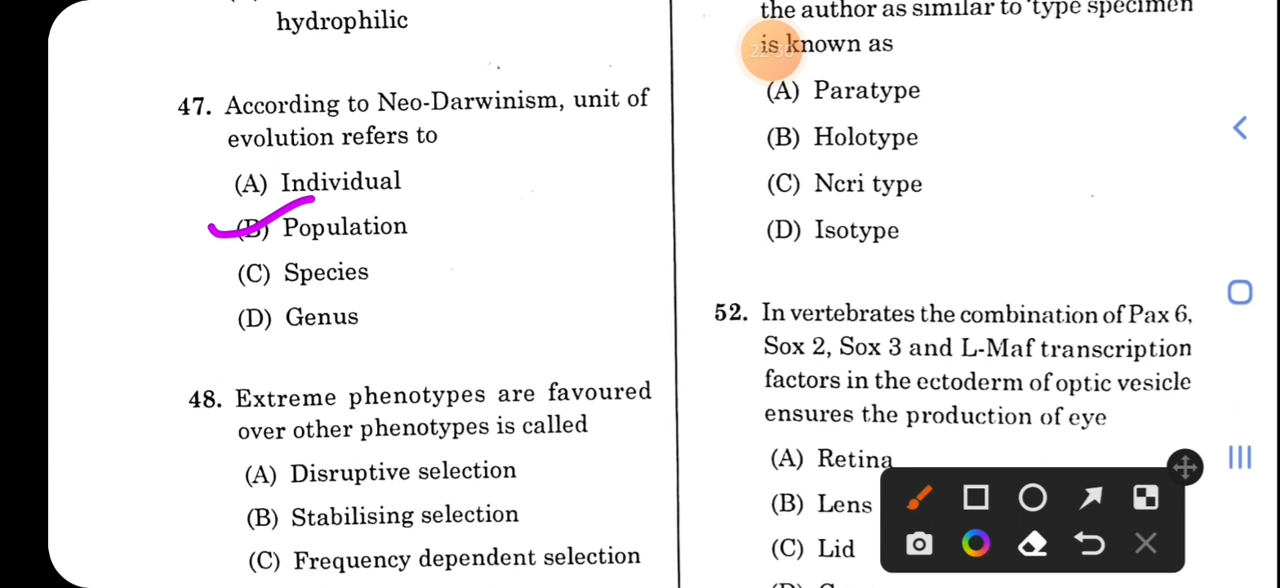 hydrophilic
47. According to Neo-Darwinism, unit of
evolution refers to
(A) Individual
(B) Population
(C) Species
(D) Genus
48. Extreme phenotypes are favoured
over other phenotypes is called
(A) Disruptive selection
(B) Stabilising selection
(C) Frequency dependent selection
the author as similar to 'type specimen
is known as
(A) Paratype
(B) Holotype
(C) Ncri type
(D) Isotype
52. In vertebrates the combination of Pax 6,
Sox 2, Sox 3 and L-Maf transcription
factors in the ectoderm of optic vesicle
ensures the production of eye
(A) Retina
(B) Lens
(C) Lid